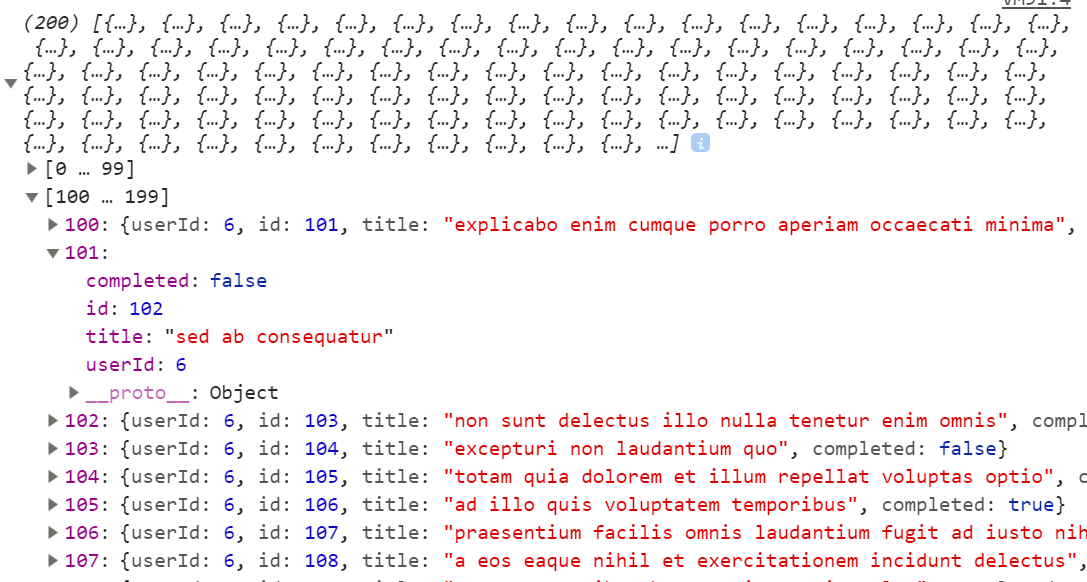 (200) [{…}, {…}, {…}, {…}, {…}, {…}, {…}, {…}, {…}, {…}, {…}, {…}, {…}, {…}, {…}, {…}, {…},
{…}, {…}, {…}, {…}, {…}, {…}, {…}, {…}, {…}, {…}, {…}, {…}, {…}, {…}, {…}, {…}, {…}, {…},
{…}, {…}, {…}, {…}, {…}, {…}, {…}, {…}, {…}, {…}, {…}, {…}, {…}, {…}, {…}, {…}, {…}, {…},
{…}, {…}, {…}, {…}, {…}, {…}, {…}, {…}, {…}, {…}, {…}, {…}, {…}, {…}, {…}, {…}, {…}, {…},
{…}, {…}, {…}, {…}, {…}, {…}, {…}, {…}, {…}, {…}, {…}, {…}, {…}, {…}, {…}, {…}, {…}, {…},
{…}, {…}, {…}, {…}, {…}, {…}, {…}, {…}, {…}, {…}, {…}, …] i
[0 … 99]
[100 … 199]
100: {userId: 6, id: 101, title: "explicabo enim cumque porro aperiam occaecati minima",
101:
completed: false
id: 102
title: "sed ab consequatur"
userId: 6
__proto__: Object
102: {userId: 6, id: 103, title: "non sunt delectus illo nulla tenetur enim omnis", compl
103: {userId: 6, id: 104, title: "excepturi non laudantium quo", completed: false}
104: {userId: 6, id: 105, title: "totam quia dolorem et illum repellat voluptas optio", c
105: {userId: 6, id: 106, title: "ad illo quis voluptatem temporibus", completed: true}
106: {userId: 6, id: 107, title: "praesentium facilis omnis laudantium fugit ad iusto nih
107: {userId: 6, id: 108, title: "a eos eaque nihil et exercitationem incidunt delectus",